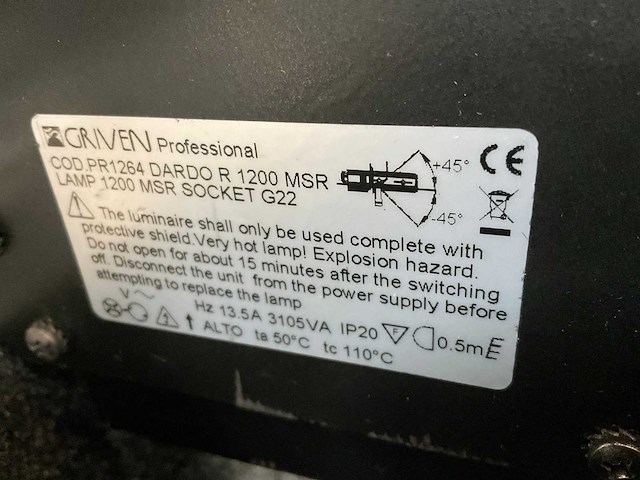 GRIVEN Professional
COD.PR1264 DARDO R 1200 MSR
LAMP 1200 MSR SOCKET G22
+45°
-45°
CE
The luminaire shall only be used complete with
protective shield.Very hot lamp! Explosion hazard.
Do not open for about 15 minutes after the switching
off. Disconnect the unit from the power supply before
attempting to replace the lamp
V~ Hz 13.5A 3105VA IP20 F 0.5m E
ALTO ta 50°C tc 110°C